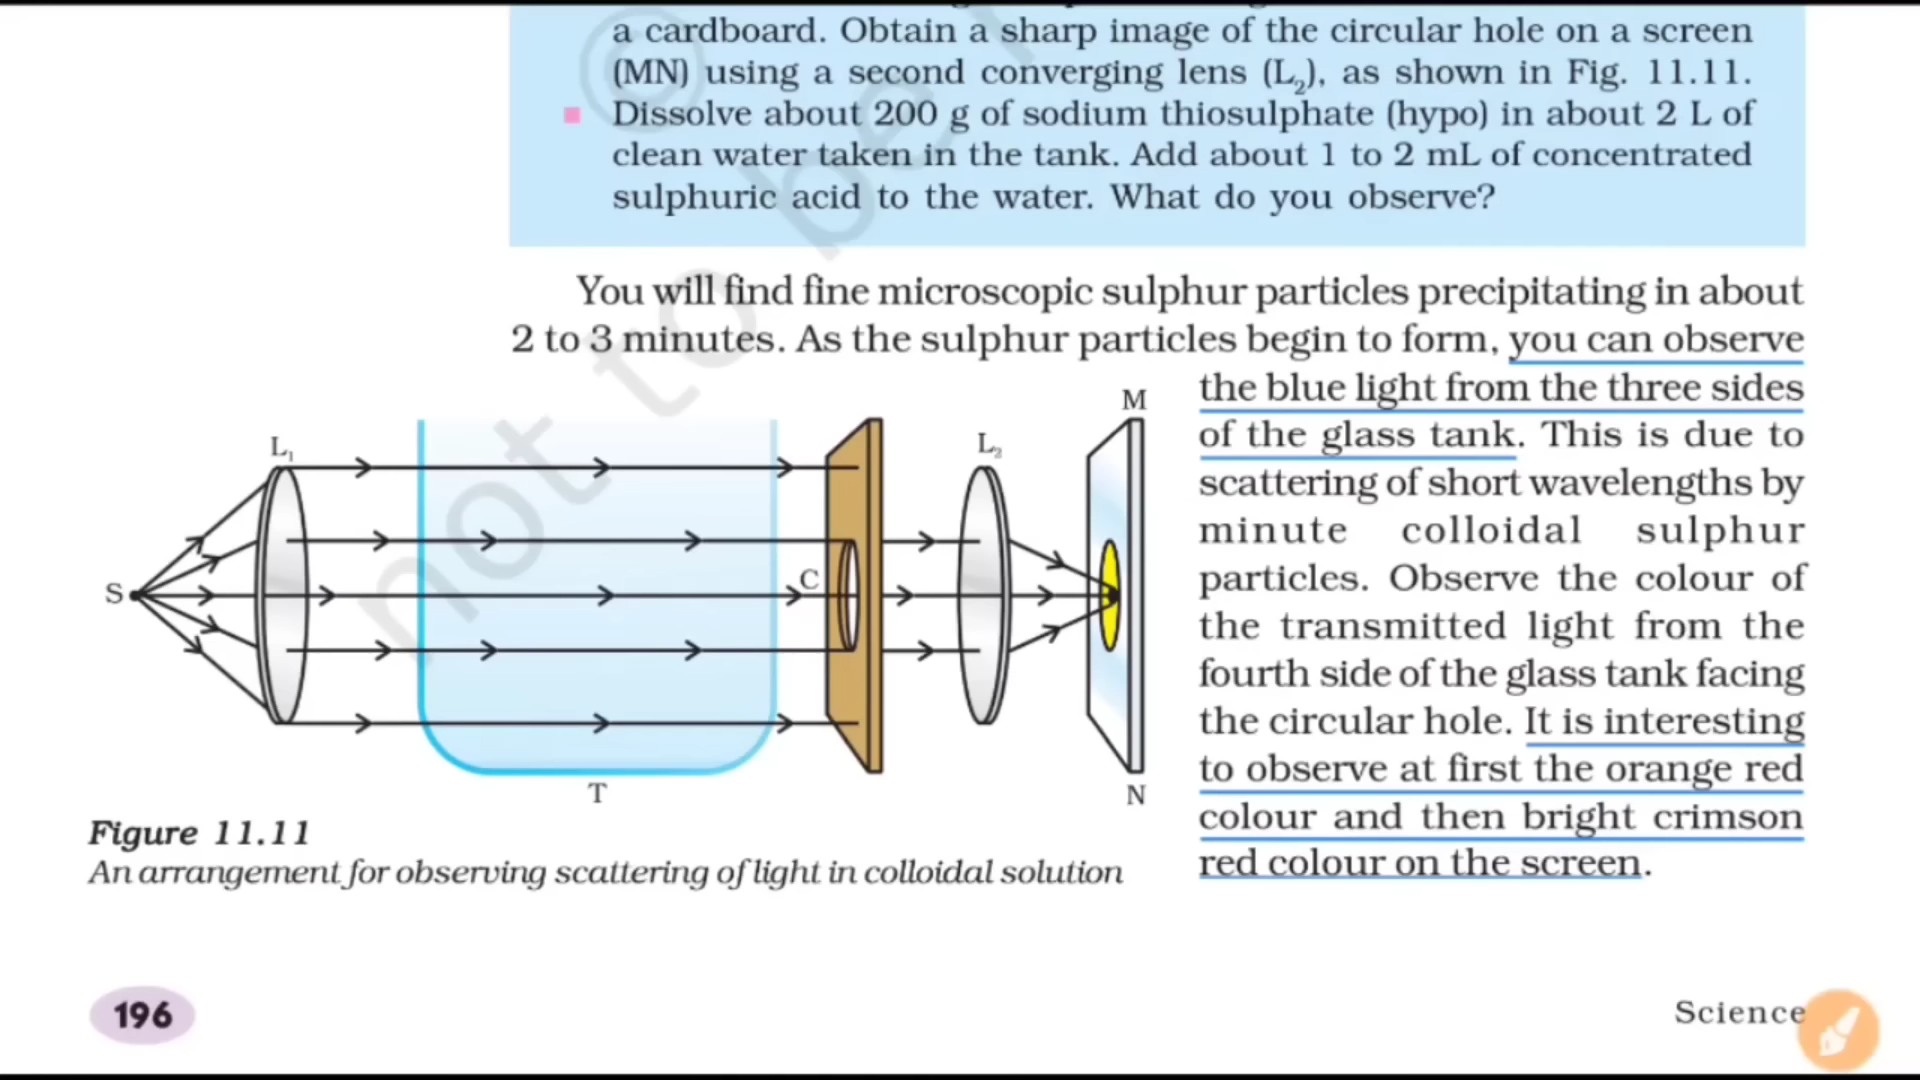 a cardboard. Obtain a sharp image of the circular hole on a screen
(MN) using a second converging lens (L₂), as shown in Fig. 11.11.
Dissolve about 200 g of sodium thiosulphate (hypo) in about 2 L of
clean water taken in the tank. Add about 1 to 2 mL of concentrated
sulphuric acid to the water. What do you observe?
You will find fine microscopic sulphur particles precipitating in about
2 to 3 minutes. As the sulphur particles begin to form, you can observe
the blue light from the three sides
of the glass tank. This is due to
scattering of short wavelengths by
minute colloidal sulphur
particles. Observe the colour of
the transmitted light from the
fourth side of the glass tank facing
the circular hole. It is interesting
to observe at first the orange red
colour and then bright crimson
red colour on the screen.
M
L₁
L₂
S
C
T
N
Figure 11.11
An arrangement for observing scattering of light in colloidal solution
196
Science
© not to be